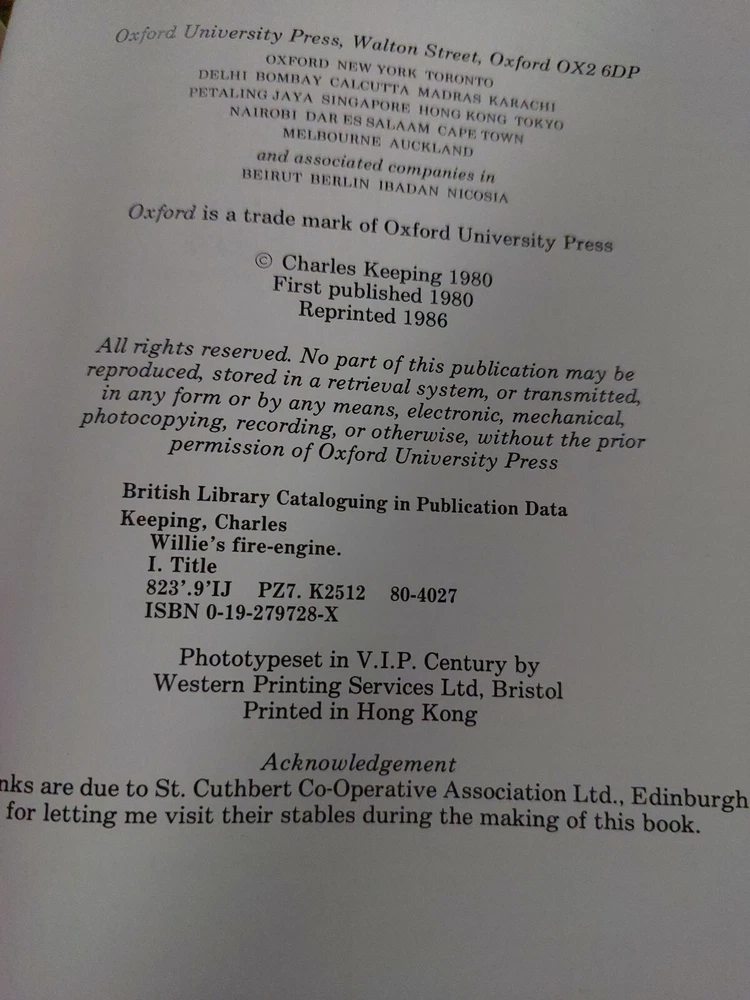 Oxford University Press, Walton Street, Oxford OX2 6DP
OXFORD NEW YORK TORONTO
DELHI BOMBAY CALCUTTA MADRAS KARACHI
PETALING JAYA SINGAPORE HONG KONG TOKYO
NAIROBI DAR ES SALAAM CAPE TOWN
MELBOURNE AUCKLAND
and associated companies in
BEIRUT BERLIN IBADAN NICOSIA
Oxford is a trade mark of Oxford University Press
© Charles Keeping 1980
First published 1980
Reprinted 1986
All rights reserved. No part of this publication may be
reproduced, stored in a retrieval system, or transmitted,
in any form or by any means, electronic, mechanical,
photocopying, recording, or otherwise, without the prior
permission of Oxford University Press
British Library Cataloguing in Publication Data
Keeping, Charles
Willie's fire-engine.
I. Title
823'.9'1J PZ7. K2512 80-4027
ISBN 0-19-279728-X
Phototypeset in V.I.P. Century by
Western Printing Services Ltd, Bristol
Printed in Hong Kong
Acknowledgement
nks are due to St. Cuthbert Co-Operative Association Ltd., Edinburgh
for letting me visit their stables during the making of this book.